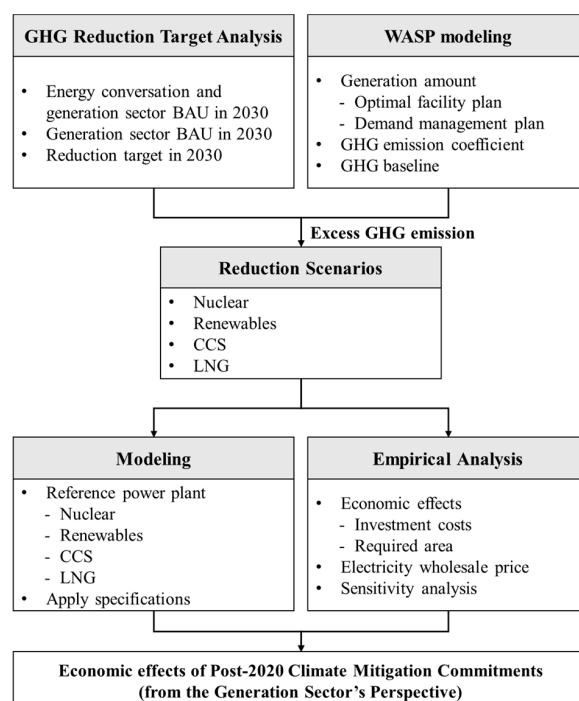 GHG Reduction Target Analysis
• Energy conversation and
generation sector BAU in 2030
• Generation sector BAU in 2030
• Reduction target in 2030
WASP modeling
• Generation amount
- Optimal facility plan
- Demand management plan
• GHG emission coefficient
• GHG baseline
Excess GHG emission
Reduction Scenarios
• Nuclear
• Renewables
• CCS
• LNG
Modeling
• Reference power plant
- Nuclear
- Renewables
- CCS
- LNG
• Apply specifications
Empirical Analysis
• Economic effects
- Investment costs
- Required area
• Electricity wholesale price
• Sensitivity analysis
Economic effects of Post-2020 Climate Mitigation Commitments
(from the Generation Sector's Perspective)